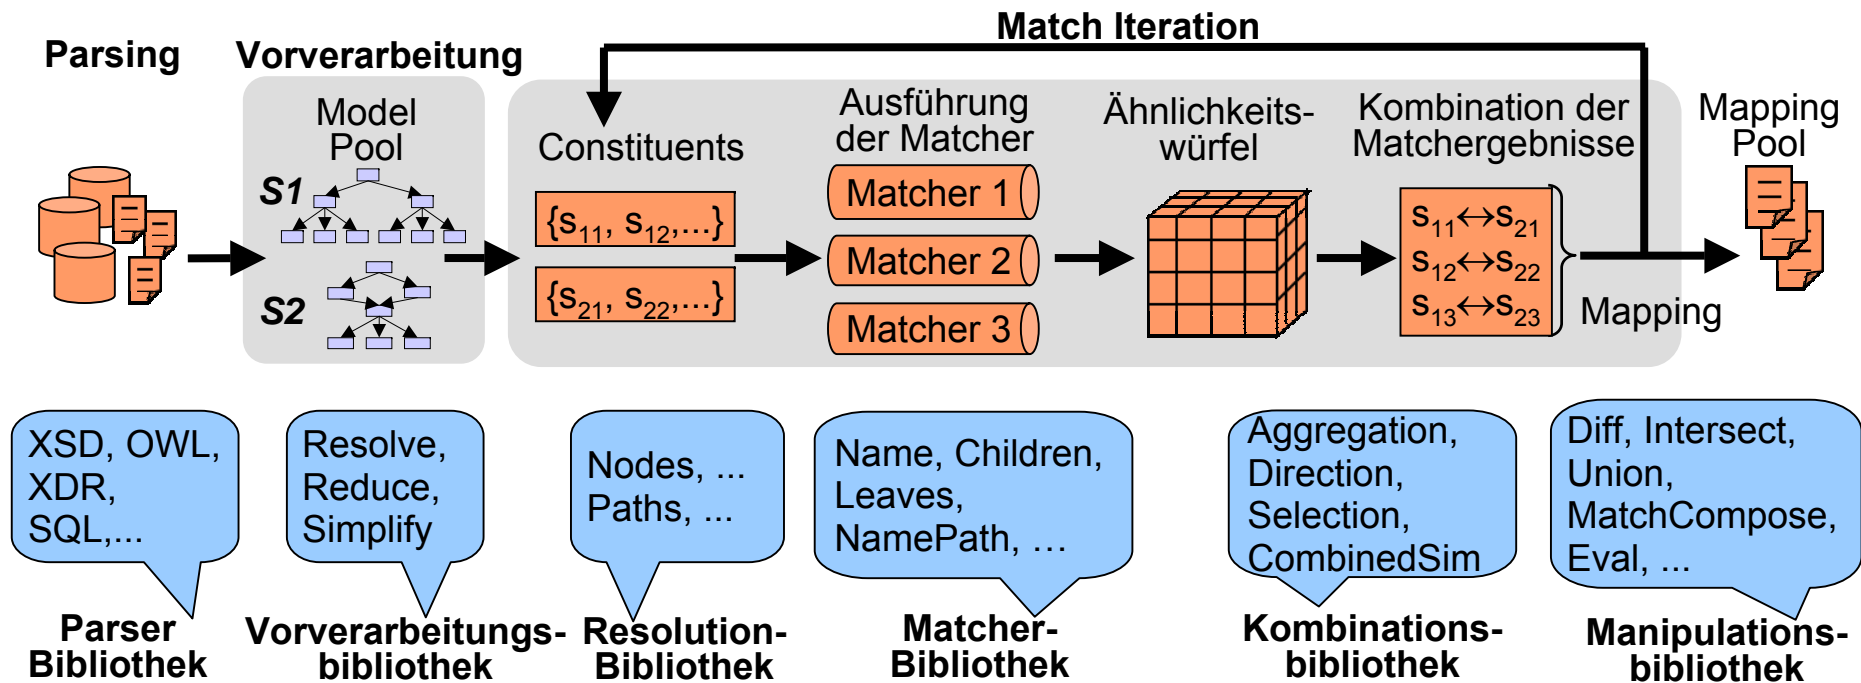 Match Iteration
Parsing
Vorverarbeitung
Model
Pool
S1
S2
Constituents
{s11, s12,...}
{s21, s22,...}
Ausführung
der Matcher
Matcher 1
Matcher 2
Matcher 3
Ähnlichkeits-
würfel
Kombination der
Matchergebnisse
s11↔s21
s12↔s22
s13↔s23
Mapping
Mapping
Pool
XSD, OWL,
XDR,
SQL,...
Parser
Bibliothek
Resolve,
Reduce,
Simplify
Vorverarbeitungs-
bibliothek
Nodes, ...
Paths, ...
Resolution-
Bibliothek
Name, Children,
Leaves,
NamePath, ...
Matcher-
Bibliothek
Aggregation,
Direction,
Selection,
CombinedSim
Kombinations-
bibliothek
Diff, Intersect,
Union,
MatchCompose,
Eval, ...
Manipulations-
bibliothek